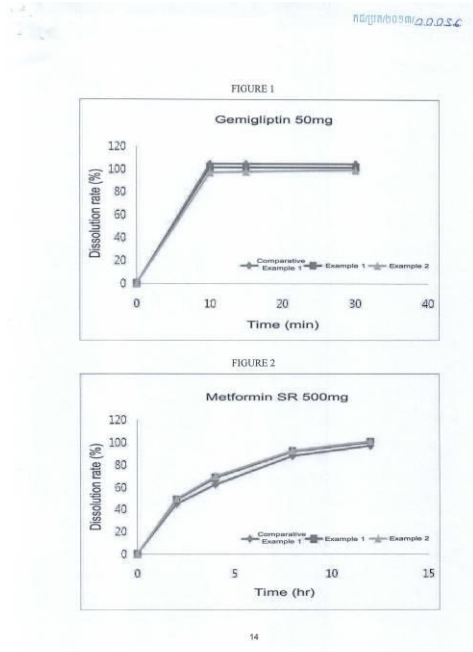 FIGURE 1
Gemigliptin 50mg
Dissolution rate (%)
120
100
80
60
40
20
0
Comparative Example 1 Example 1 Example 2
0 10 20 30 40
Time (min)
FIGURE 2
Metformin SR 500mg
Dissolution rate (%)
120
100
80
60
40
20
0
Comparative Example 1 Example 1 Example 2
0 5 10 15
Time (hr)
14